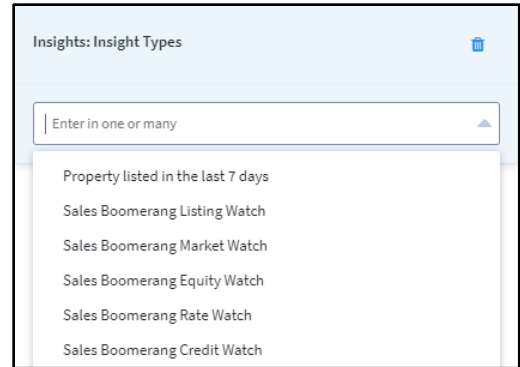 Insights: Insight Types
Enter in one or many
Property listed in the last 7 days
Sales Boomerang Listing Watch
Sales Boomerang Market Watch
Sales Boomerang Equity Watch
Sales Boomerang Rate Watch
Sales Boomerang Credit Watch